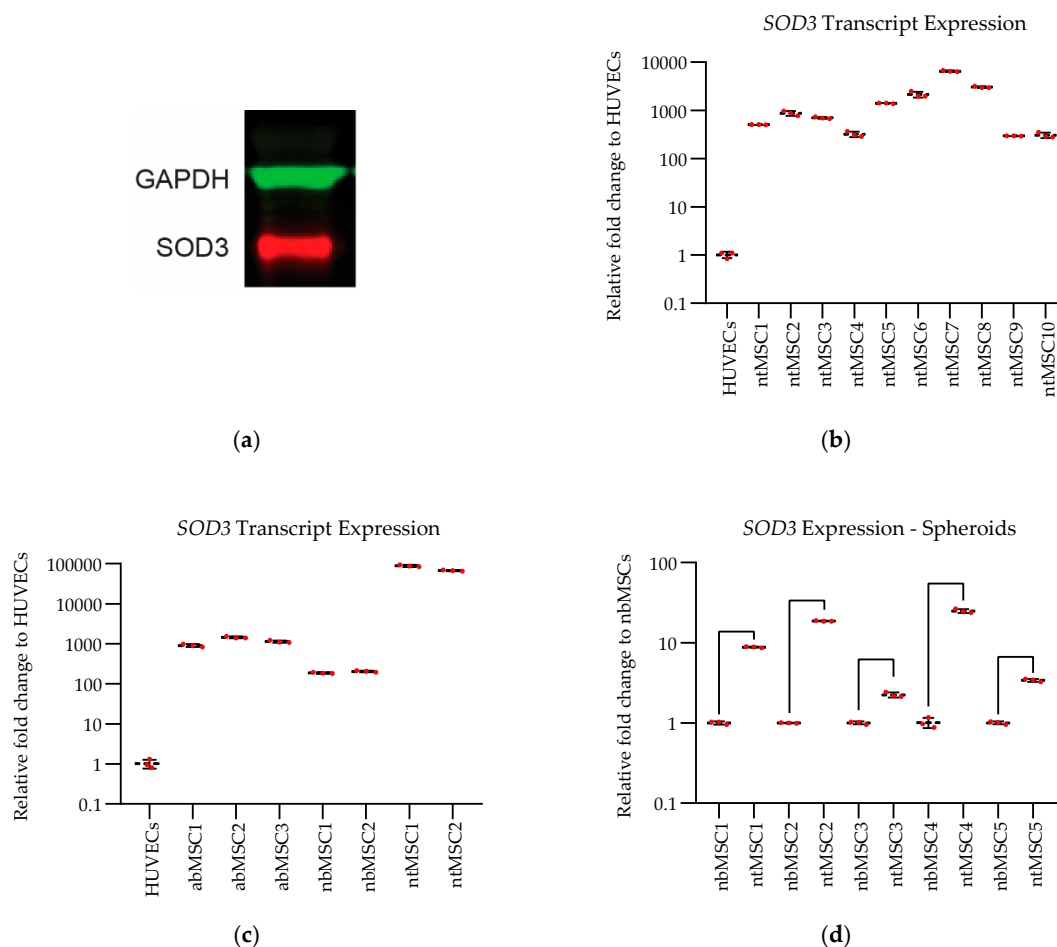 GAPDH
SOD3
(a)
SOD3 Transcript Expression
Relative fold change to HUVECs
10000
1000
100
10
1
0.1
HUVECs
ntMSC1
ntMSC2
ntMSC3
ntMSC4
ntMSC5
ntMSC6
ntMSC7
ntMSC8
ntMSC9
ntMSC10
(b)
SOD3 Transcript Expression
Relative fold change to HUVECs
100000
10000
1000
100
10
1
0.1
HUVECs
abMSC1
abMSC2
abMSC3
nbMSC1
nbMSC2
ntMSC1
ntMSC2
(c)
SOD3 Expression - Spheroids
Relative fold change to nbMSCs
100
10
1
0.1
nbMSC1
ntMSC1
nbMSC2
ntMSC2
nbMSC3
ntMSC3
nbMSC4
ntMSC4
nbMSC5
ntMSC5
(d)